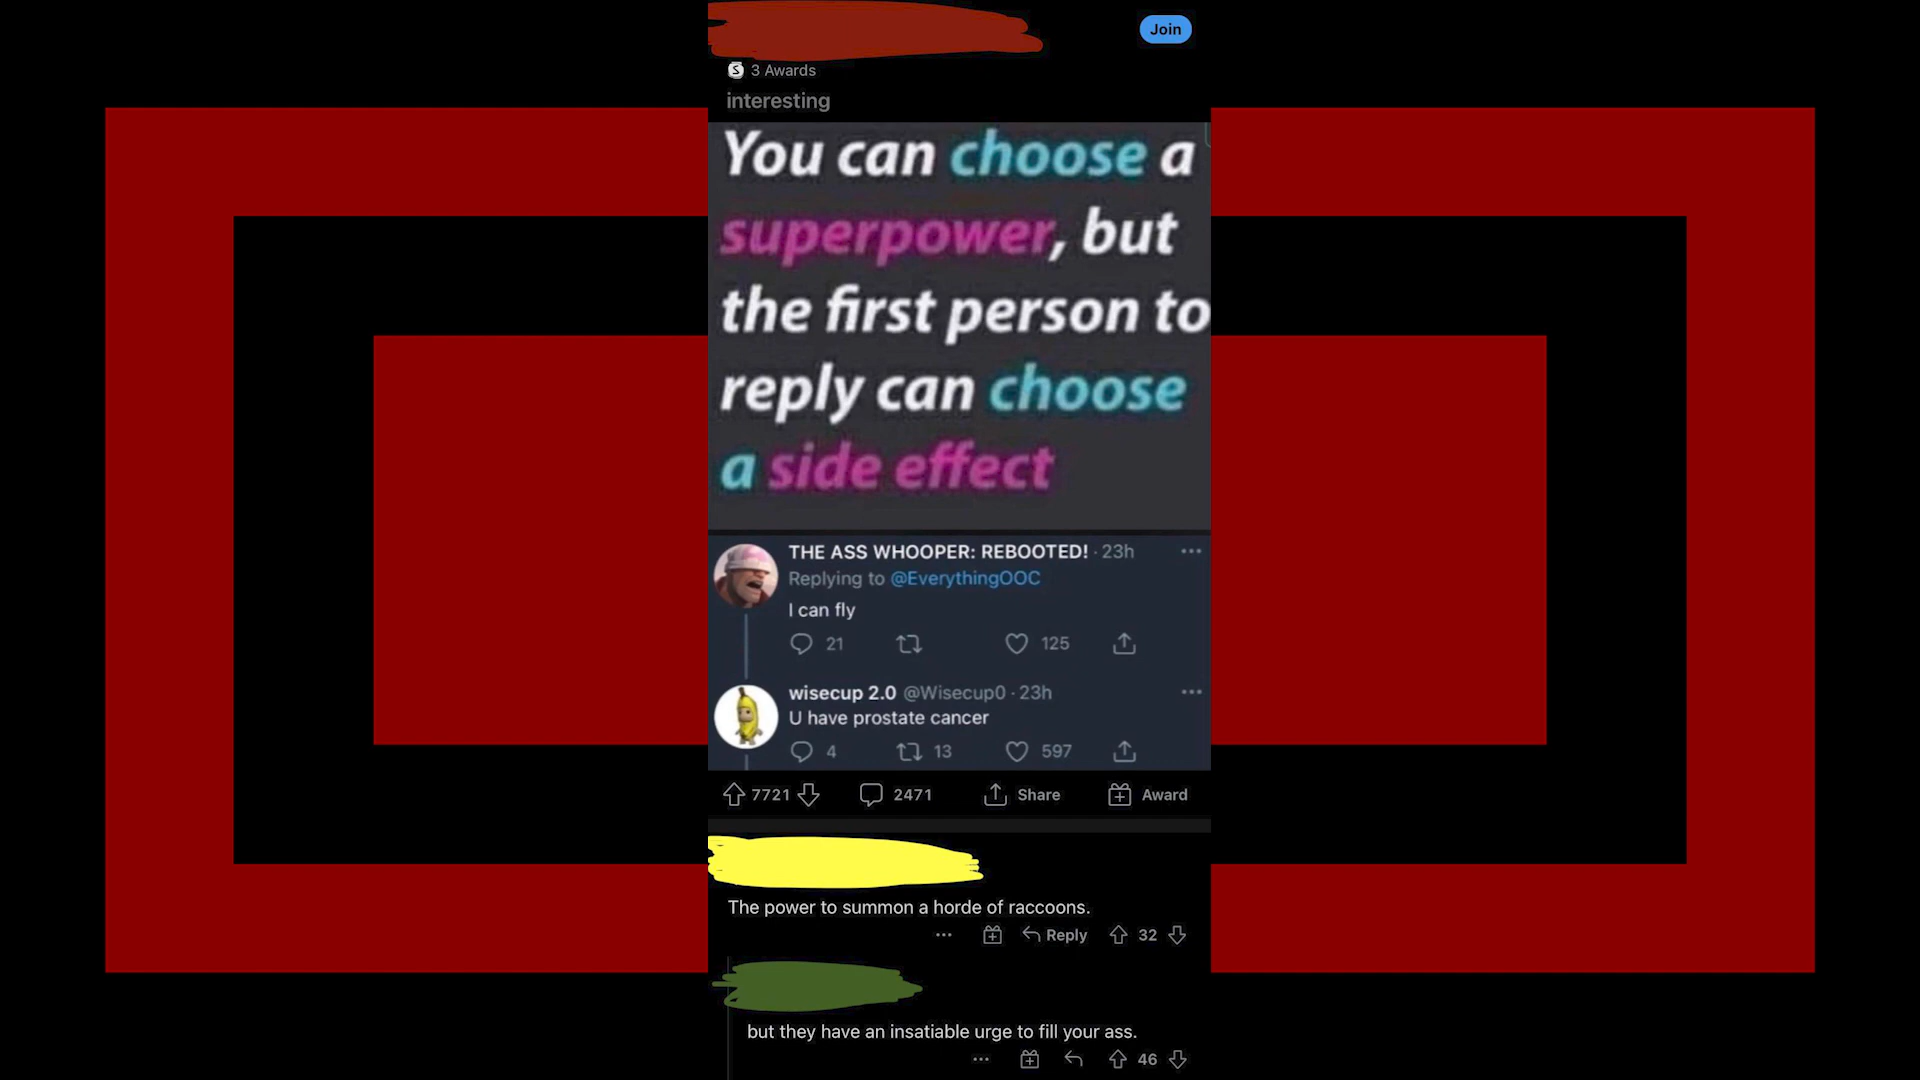 Join
3 Awards
interesting
You can choose a
superpower, but
the first person to
reply can choose
a side effect
THE ASS WHOOPER: REBOOTED! · 23h
Replying to @EverythingOOC
I can fly
21 125
wisecup 2.0 @Wisecup0 · 23h
U have prostate cancer
4 13 597
7721 2471 Share Award
The power to summon a horde of raccoons.
Reply 32
but they have an insatiable urge to fill your ass.
46